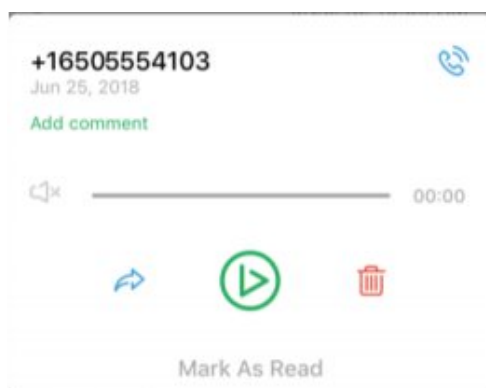 +16505554103
Jun 25, 2018
Add comment
00:00
Mark As Read